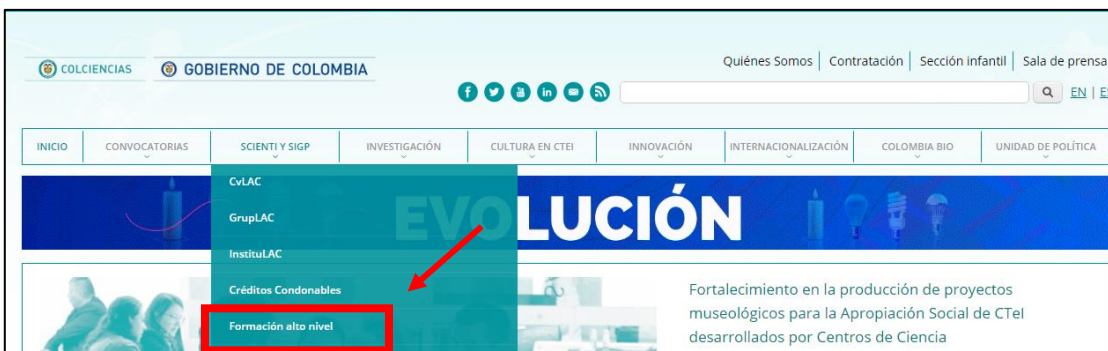 COLCIENCIAS GOBIERNO DE COLOMBIA
Quiénes Somos Contratación Sección infantil Sala de prensa
EN | ES
INICIO CONVOCATORIAS SCIENTI Y SIGP INVESTIGACIÓN CULTURA EN CTEI INNOVACIÓN INTERNACIONALIZACIÓN COLOMBIA BIO UNIDAD DE POLÍTICA
EVOLUCIÓN
CvLAC
GrupLAC
InstituLAC
Créditos Condonables
Formación alto nivel
Fortalecimiento en la producción de proyectos
museológicos para la Apropiación Social de CTeI
desarrollados por Centros de Ciencia